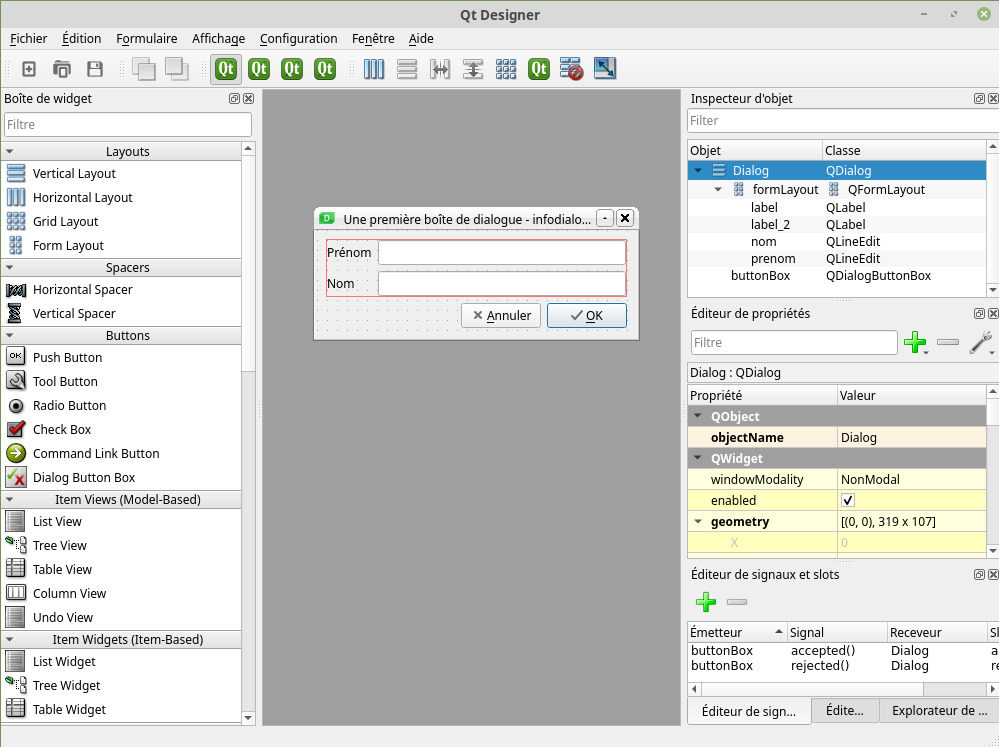 Qt Designer
Fichier Édition Formulaire Affichage Configuration Fenêtre Aide
Qt Qt Qt Qt Qt
Boîte de widget
Filtre
Layouts
Vertical Layout
Horizontal Layout
Grid Layout
Form Layout
Spacers
Horizontal Spacer
Vertical Spacer
Buttons
OK Push Button
Tool Button
Radio Button
Check Box
Command Link Button
Dialog Button Box
Item Views (Model-Based)
List View
Tree View
Table View
Column View
Undo View
Item Widgets (Item-Based)
List Widget
Tree Widget
Table Widget
D Une première boîte de dialogue - infodialo...
Prénom
Nom
Annuler OK
Inspecteur d'objet
Filter
Objet Classe
Dialog QDialog
formLayout QFormLayout
label QLabel
label_2 QLabel
nom QLineEdit
prenom QLineEdit
buttonBox QDialogButtonBox
Éditeur de propriétés
Filtre
Dialog : QDialog
Propriété Valeur
QObject
objectName Dialog
QWidget
windowModality NonModal
enabled
geometry [(0, 0), 319 x 107]
X 0
Éditeur de signaux et slots
Émetteur Signal Receveur Sl
buttonBox accepted() Dialog a
buttonBox rejected() Dialog re
Éditeur de sign... Édite... Explorateur de ...